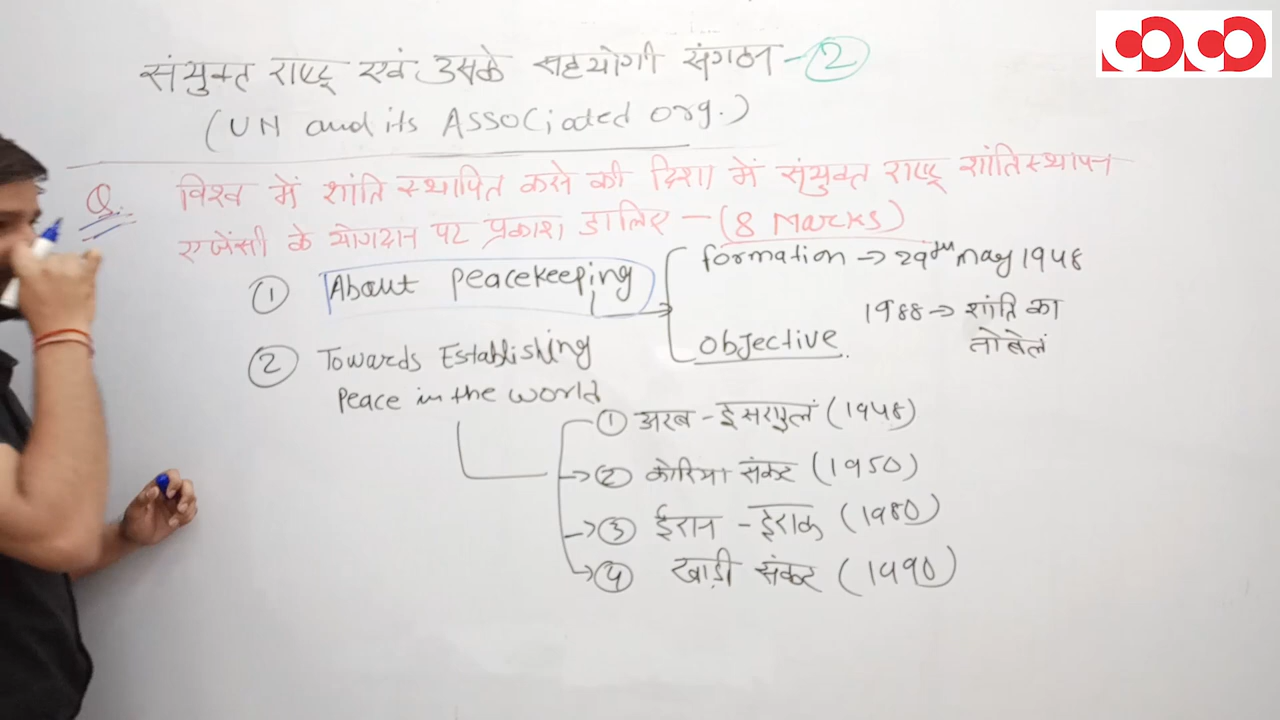 संयुक्त राष्ट्र एवं उसके सहयोगी संगठन - 2
(UN and its Associated org.)
Q. विश्व में शांति स्थापित करने की दिशा में संयुक्त राष्ट्र शांतिस्थापन
एजेंसी के योगदान पर प्रकाश डालिए - (8 Marks)
① About peacekeeping
formation → 29th may 1948
1988 → शांति का
नोबेल
objective
② Towards Establishing
Peace in the world
① अरब - इसराइल (1948)
② कोरिया संकट (1950)
③ ईरान - ईराक (1980)
④ खाड़ी संकट (1990)